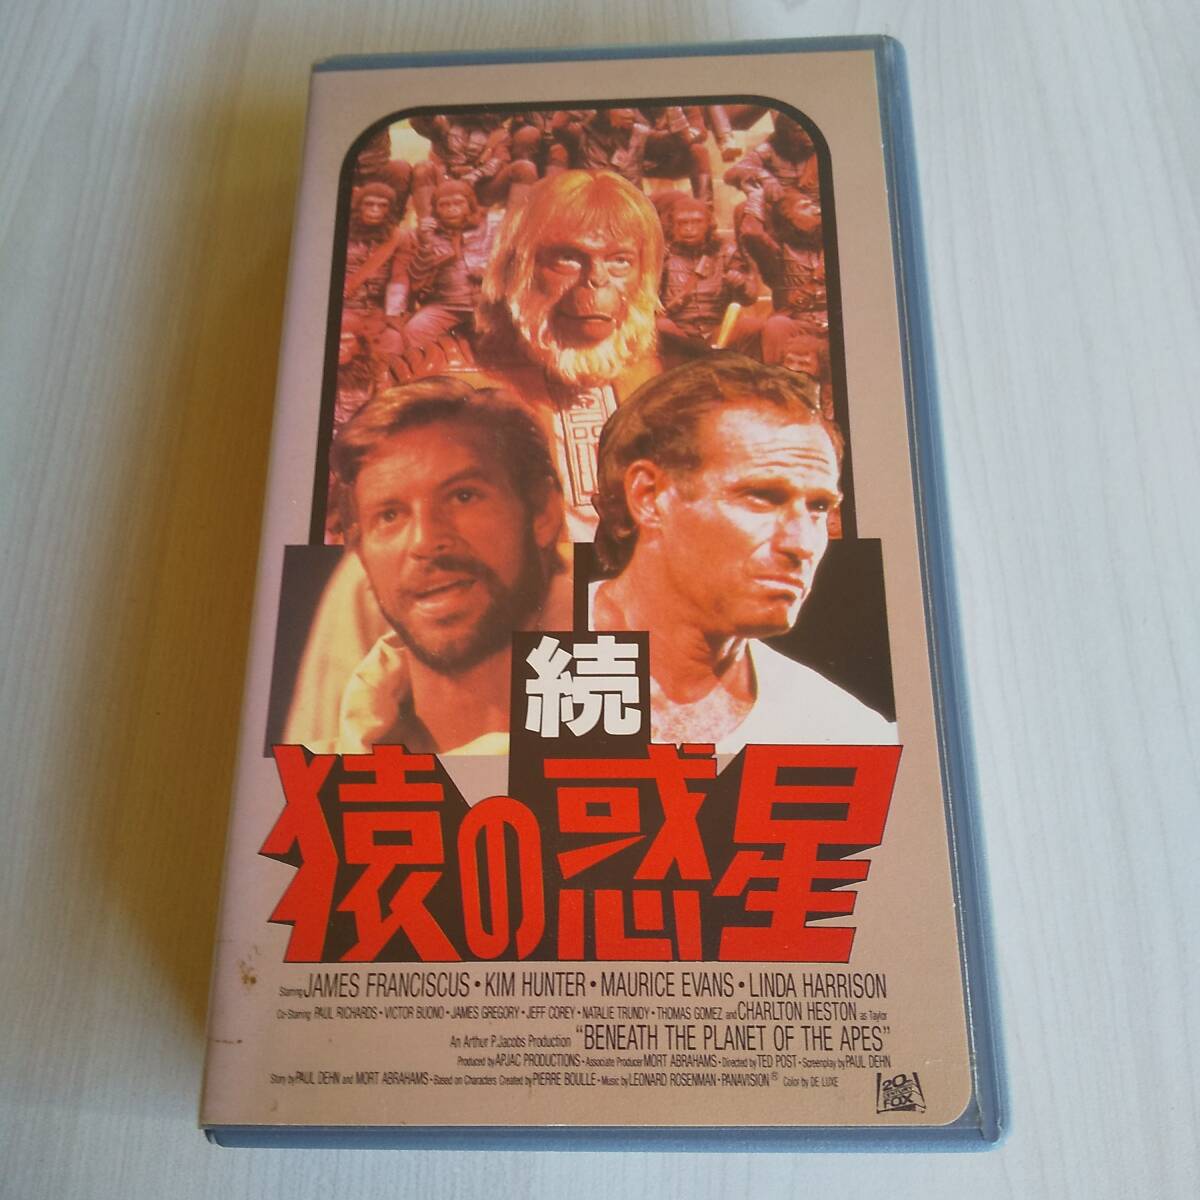 続
猿の惑星
Starring JAMES FRANCISCUS・KIM HUNTER・MAURICE EVANS・LINDA HARRISON
Co-Starring PAUL RICHARDS・VICTOR BUONO・JAMES GREGORY・JEFF COREY・NATALIE TRUNDY・THOMAS GOMEZ and CHARLTON HESTON as Taylor
An Arthur P.Jacobs Production "BENEATH THE PLANET OF THE APES"
Produced by APJAC PRODUCTIONS・Associate Producer MORT ABRAHAMS・Directed by TED POST・Screenplay by PAUL DEHN
Story by PAUL DEHN and MORT ABRAHAMS・Based on Characters Created by PIERRE BOULLE・Music by LEONARD ROSENMAN・PANAVISION® Color by DE LUXE
20th
CENTURY
FOX